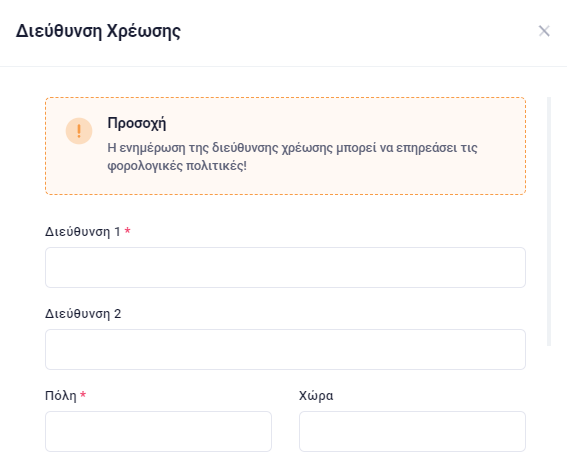 Διεύθυνση Χρέωσης
Προσοχή
Η ενημέρωση της διεύθυνσης χρέωσης μπορεί να επηρεάσει τις
φορολογικές πολιτικές!
Διεύθυνση 1 *
Διεύθυνση 2
Πόλη *
Χώρα